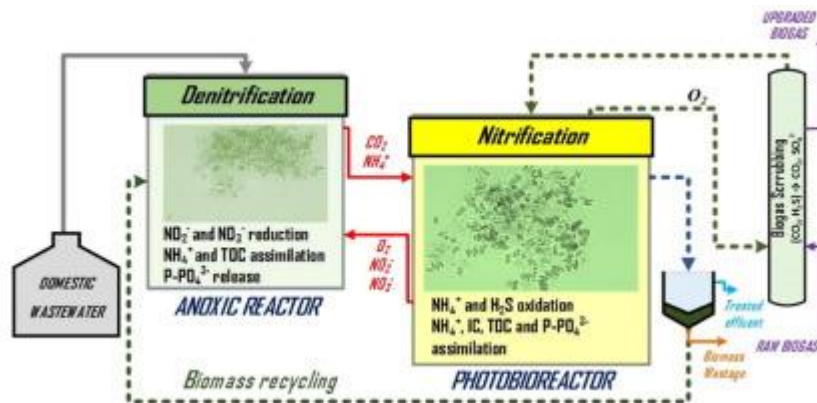 UPGRADED
BIOGAS
Denitrification
O₂
Nitrification
CO₂
NH₄⁺
Biogas Scrubbing
(CO₂, H₂S) → CO₂, SO₄²⁻
NO₂⁻ and NO₃⁻ reduction
NH₄⁺ and TOC assimilation
P-PO₄³⁻ release
O₂
NO₂⁻
NO₃⁻
DOMESTIC
WASTEWATER
ANOXIC REACTOR
NH₄⁺ and H₂S oxidation
NH₄⁺, IC, TOC and P-PO₄³⁻
assimilation
Treated
effluent
Biomass
Wastage
RAW BIOGAS
Biomass recycling
PHOTOBIOREACTOR